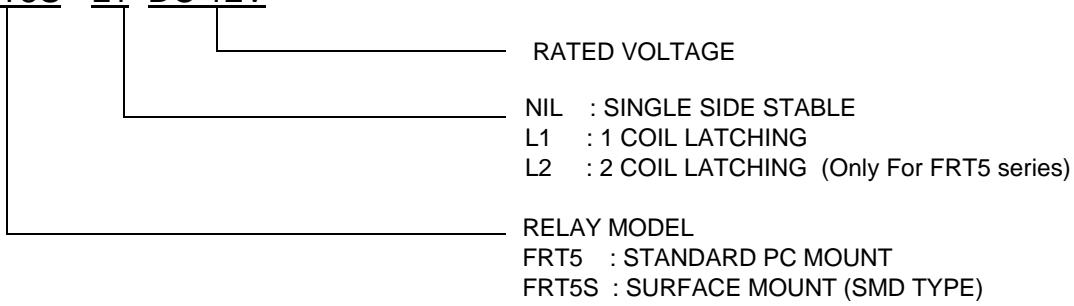 RATED VOLTAGE
NIL : SINGLE SIDE STABLE
L1 : 1 COIL LATCHING
L2 : 2 COIL LATCHING (Only For FRT5 series)
RELAY MODEL
FRT5 : STANDARD PC MOUNT
FRT5S : SURFACE MOUNT (SMD TYPE)